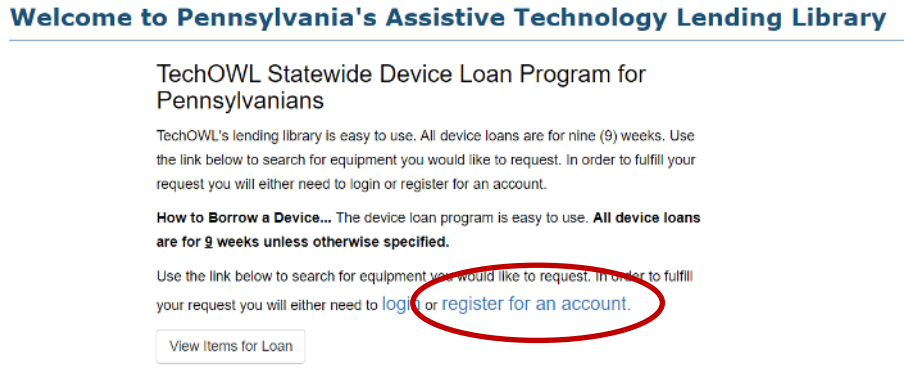 Welcome to Pennsylvania's Assistive Technology Lending Library
TechOWL Statewide Device Loan Program for
Pennsylvanians
TechOWL's lending library is easy to use. All device loans are for nine (9) weeks. Use
the link below to search for equipment you would like to request. In order to fulfill your
request you will either need to login or register for an account.
How to Borrow a Device... The device loan program is easy to use. All device loans
are for 9 weeks unless otherwise specified.
Use the link below to search for equipment you would like to request. In order to fulfill
your request you will either need to login or register for an account.
View Items for Loan